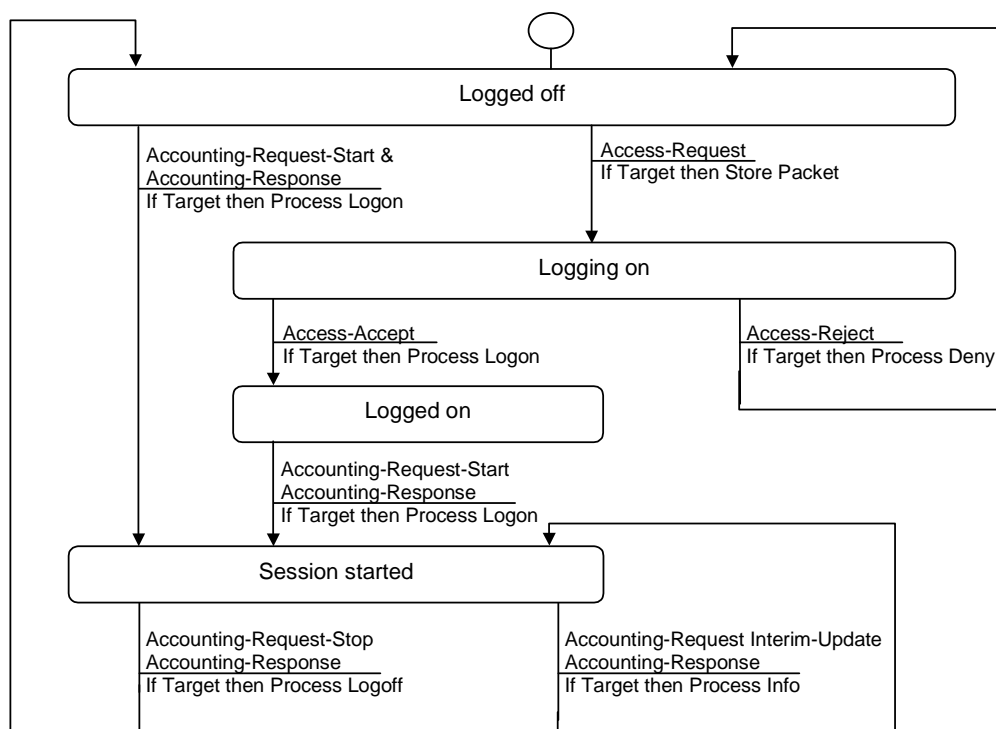 Logged off
Accounting-Request-Start &
Accounting-Response
If Target then Process Logon
Access-Request
If Target then Store Packet
Logging on
Access-Accept
If Target then Process Logon
Access-Reject
If Target then Process Deny
Logged on
Accounting-Request-Start
Accounting-Response
If Target then Process Logon
Session started
Accounting-Request-Stop
Accounting-Response
If Target then Process Logoff
Accounting-Request Interim-Update
Accounting-Response
If Target then Process Info